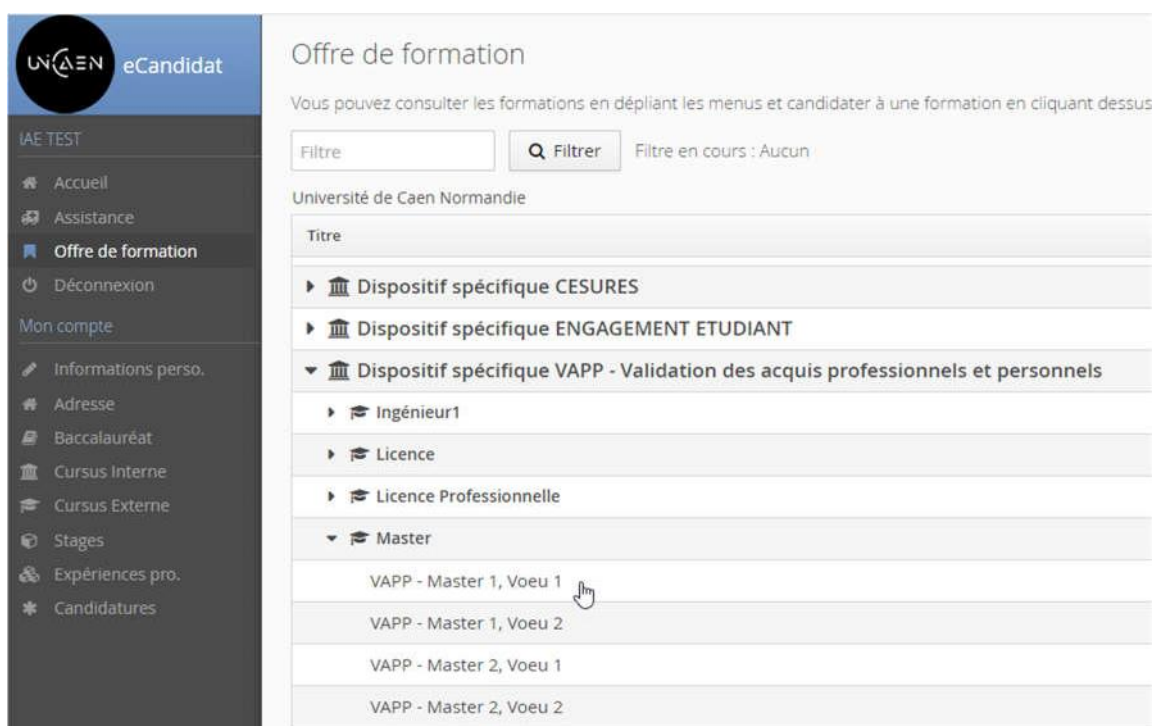 UNICAEN eCandidat
IAE TEST
Accueil
Assistance
Offre de formation
Déconnexion
Mon compte
Informations perso.
Adresse
Baccalauréat
Cursus Interne
Cursus Externe
Stages
Expériences pro.
Candidatures
Offre de formation
Vous pouvez consulter les formations en dépliant les menus et candidater à une formation en cliquant dessus
Filtre Filtrer Filtre en cours : Aucun
Université de Caen Normandie
Titre
Dispositif spécifique CESURES
Dispositif spécifique ENGAGEMENT ETUDIANT
Dispositif spécifique VAPP - Validation des acquis professionnels et personnels
Ingénieur1
Licence
Licence Professionnelle
Master
VAPP - Master 1, Voeu 1
VAPP - Master 1, Voeu 2
VAPP - Master 2, Voeu 1
VAPP - Master 2, Voeu 2